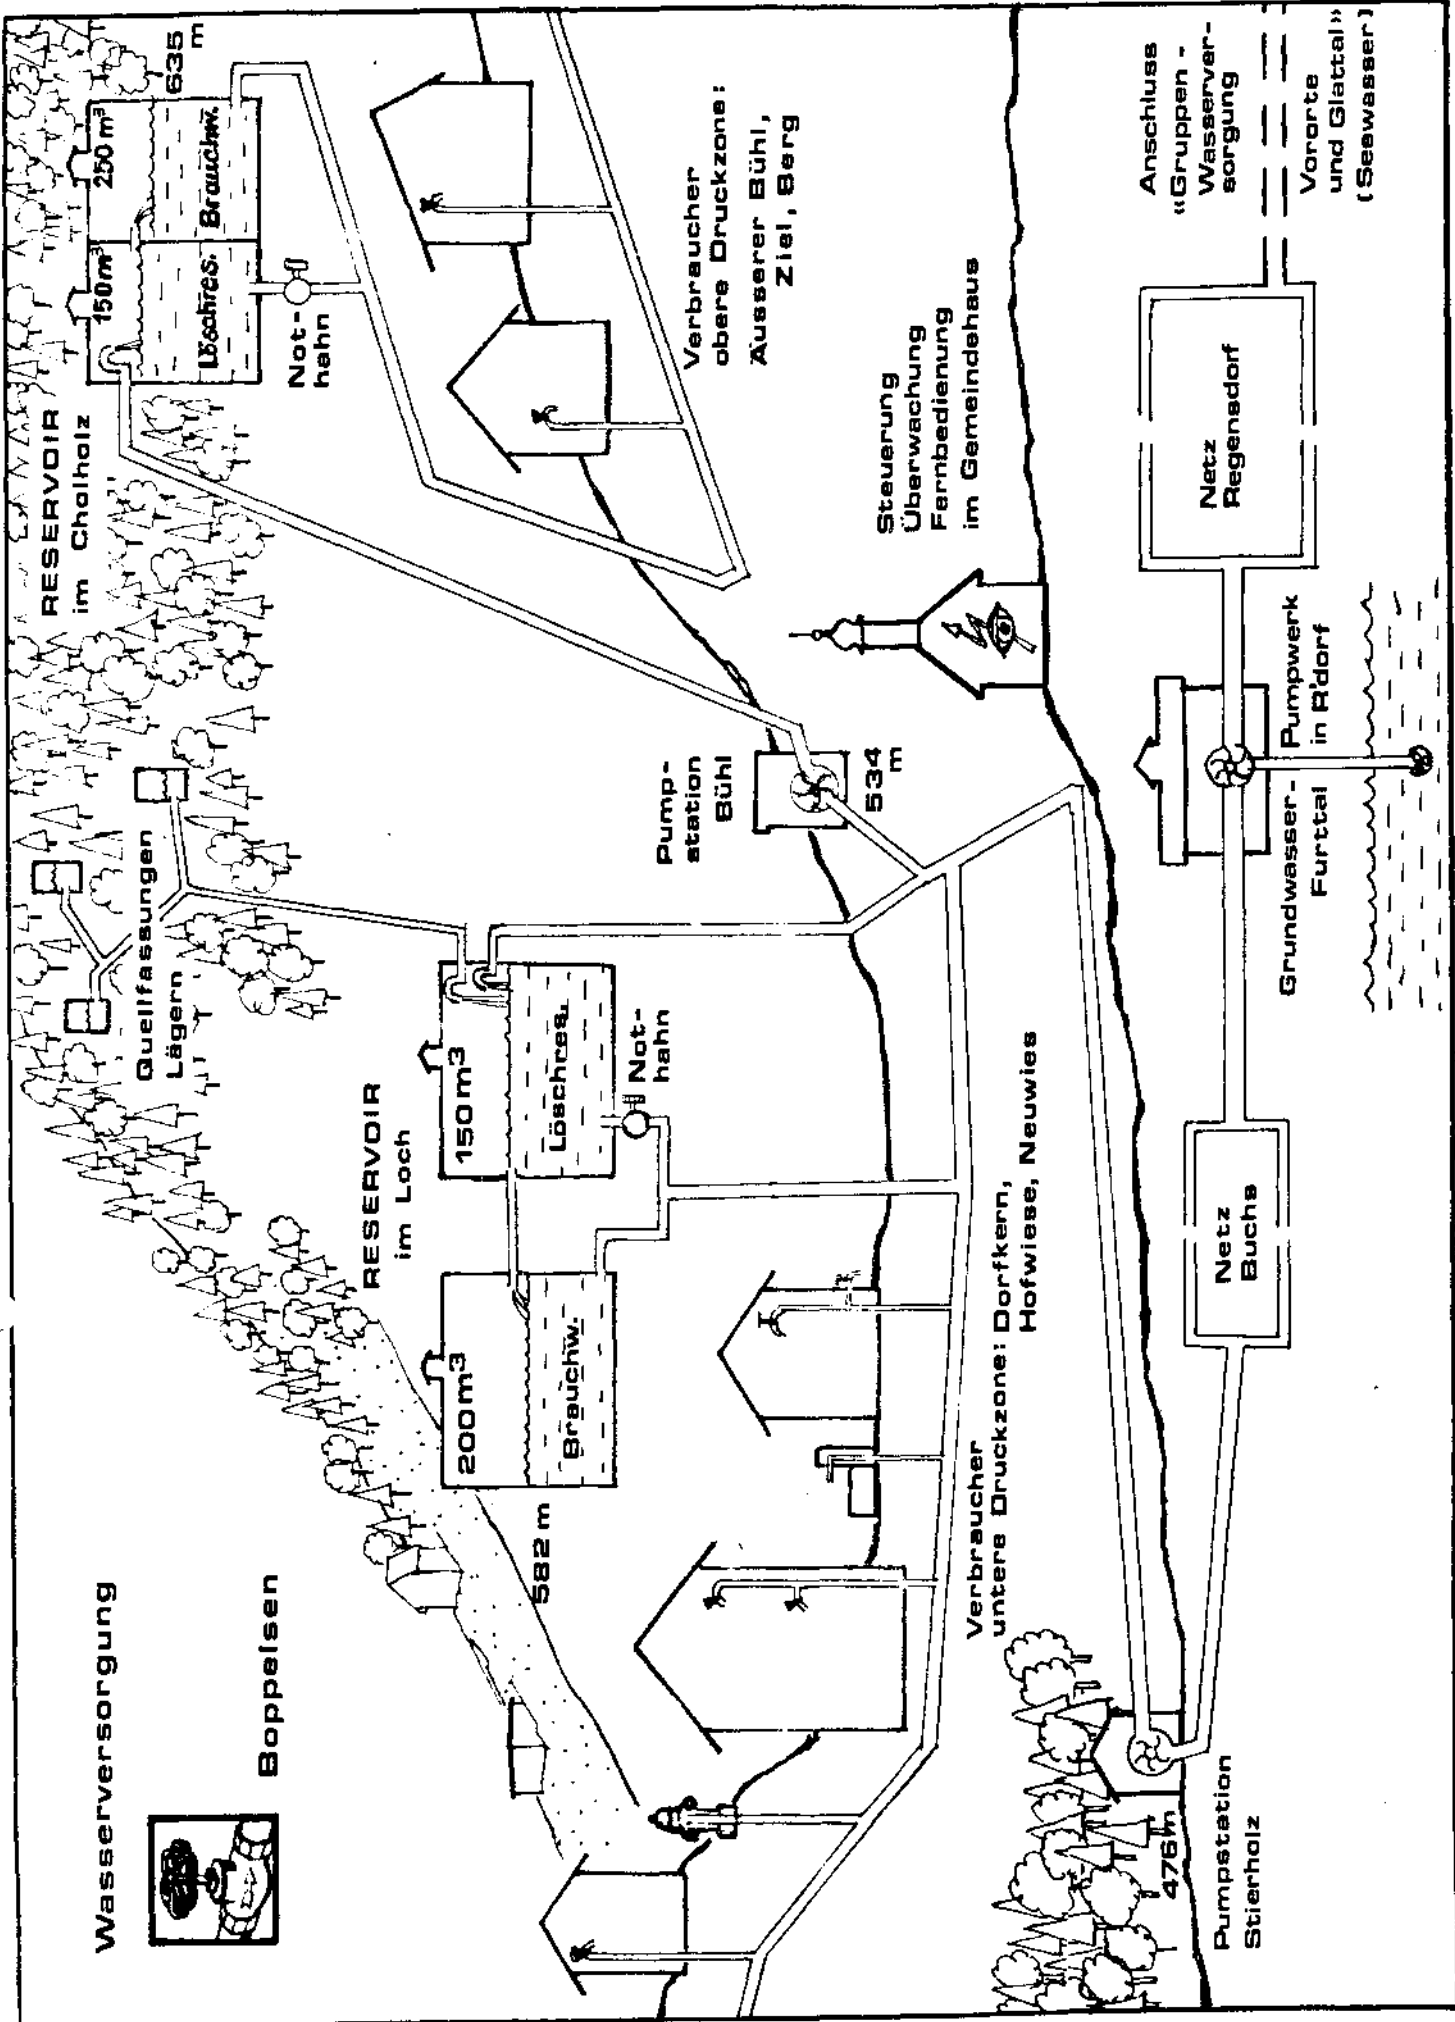 Wasserversorgung
Boppelsen
RESERVOIR
im Cholholz
150m³
250 m³
635
m
Löschres.
Brauchw.
Not-
hahn
Quellfassungen
Lägern
RESERVOIR
im Loch
200m³
150m³
Brauchw.
Löschres.
Not-
hahn
582 m
Pump-
station
Bühl
534
m
Verbraucher
obere Druckzone:
Äusserer Bühl,
Ziel, Berg
Steuerung
Überwachung
Fernbedienung
im Gemeindehaus
Verbraucher
untere Druckzone: Dorfkern,
Hofwiese, Neuwies
476m
Pumpstation
Stierholz
Netz
Buchs
Grundwasser- Pumpwerk
Furttal in R'dorf
Netz
Regensdorf
Anschluss
«Gruppen -
Wasserver-
sorgung
Vororte
und Glattal»
(Seewasser)